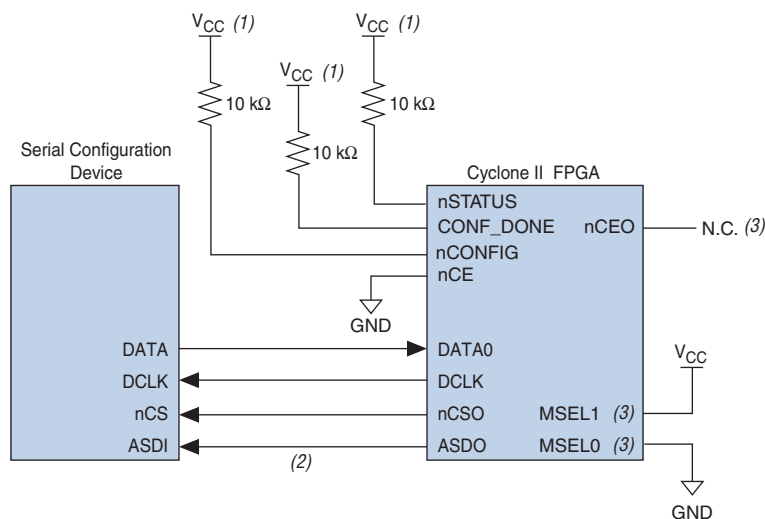 VCC (1)
VCC (1)
VCC (1)
10 kΩ
10 kΩ
10 kΩ
Serial Configuration
Device
Cyclone II FPGA
nSTATUS
CONF_DONE
nCEO
N.C. (3)
nCONFIG
nCE
GND
DATA
DATA0
VCC
DCLK
DCLK
nCS
nCSO
MSEL1 (3)
ASDI
(2)
ASDO
MSEL0 (3)
GND